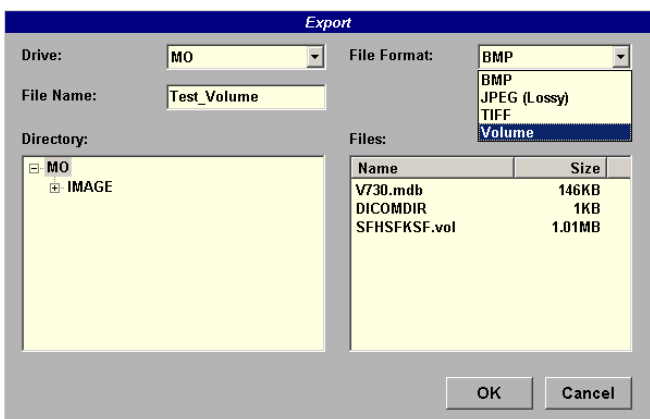 Export
Drive: MO File Format: BMP
BMP
JPEG (Lossy)
TIFF
Volume
File Name: Test_Volume
Directory: Files:
MO
IMAGE
Name Size
V730.mdb 146KB
DICOMDIR 1KB
SFHSFKSF.vol 1.01MB
OK Cancel